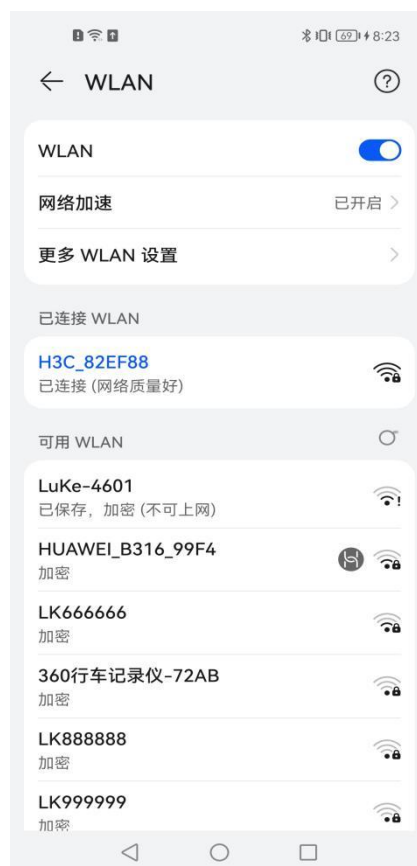 69 8:23
WLAN
WLAN
网络加速 已开启
更多 WLAN 设置
已连接 WLAN
H3C_82EF88
已连接 (网络质量好)
可用 WLAN
LuKe-4601
已保存，加密 (不可上网)
HUAWEI_B316_99F4
加密
LK666666
加密
360行车记录仪-72AB
加密
LK888888
加密
LK999999
加密